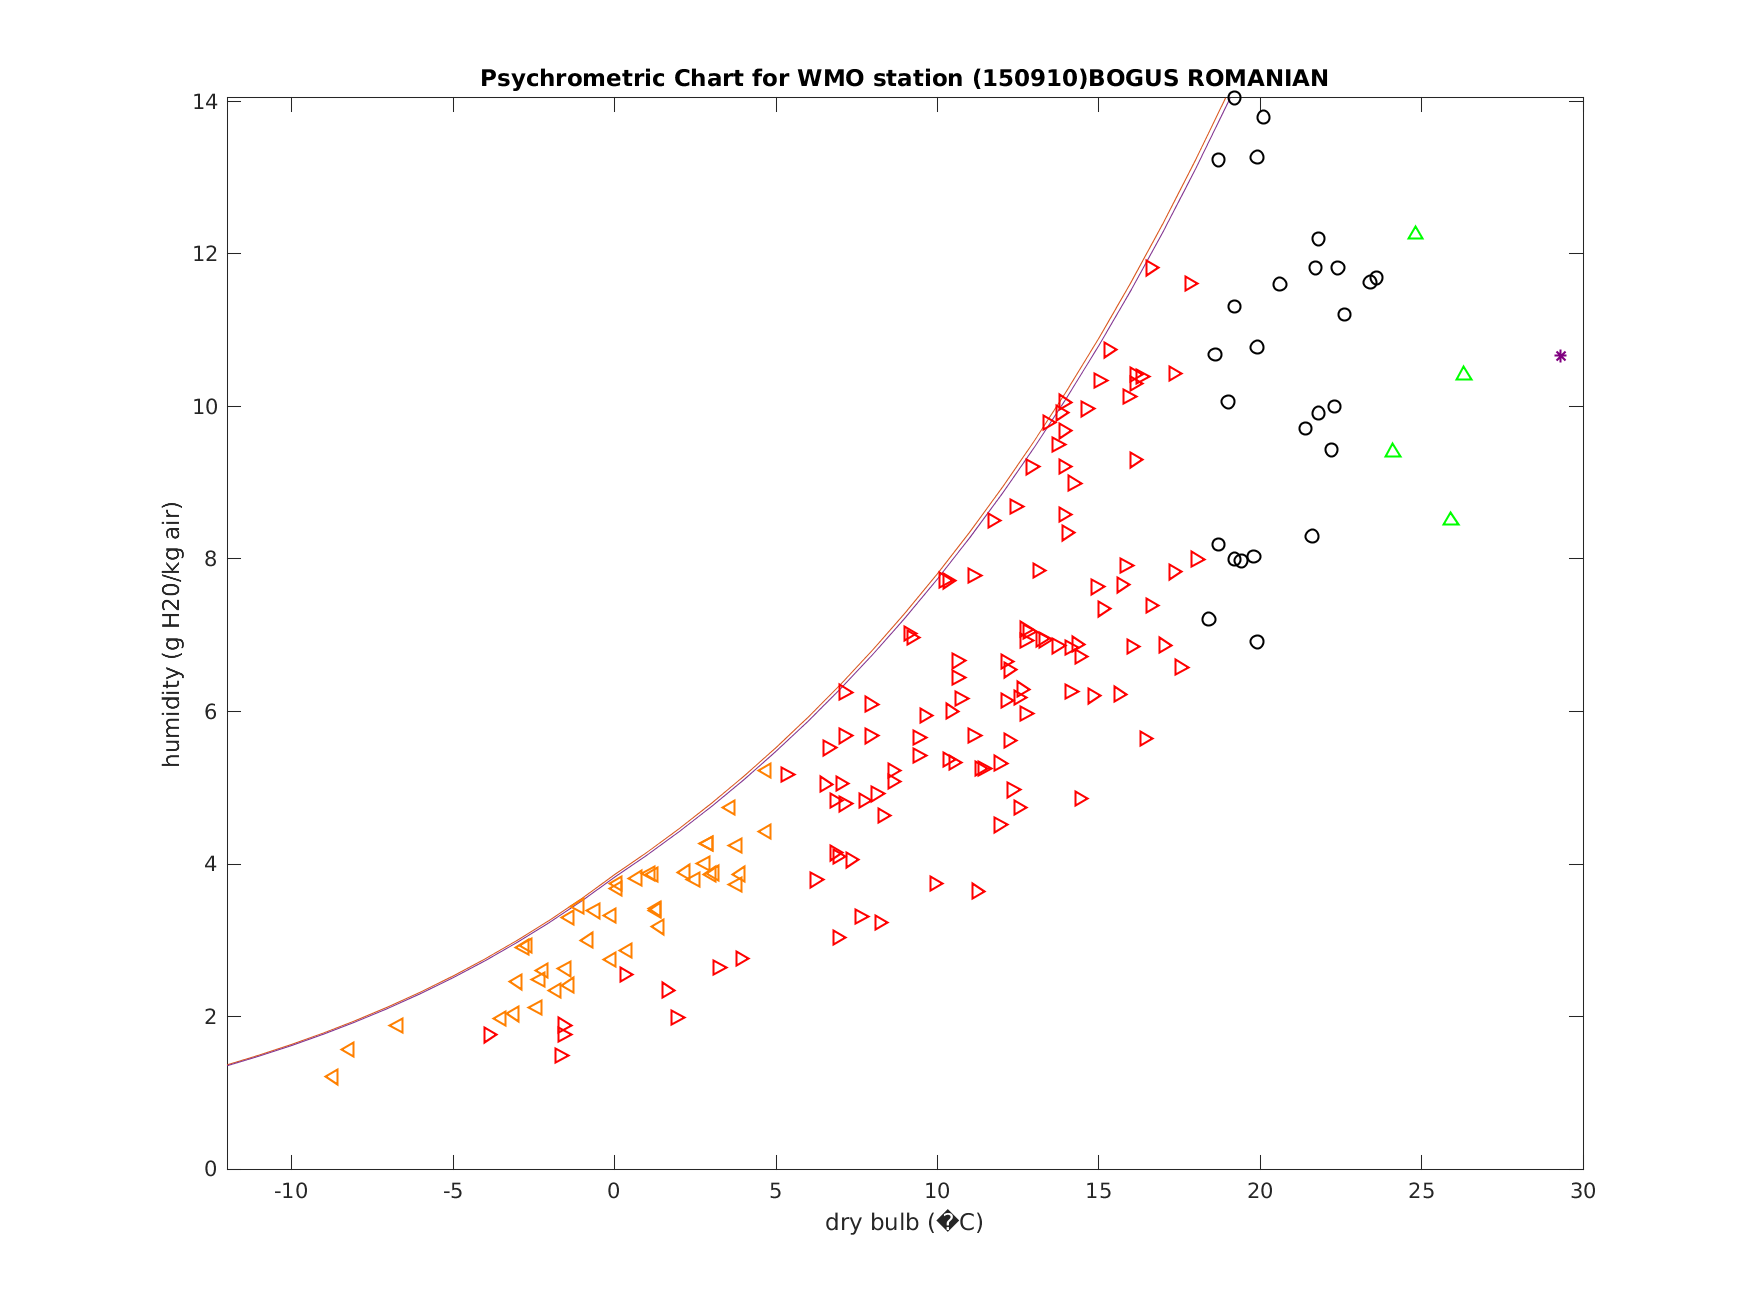 Psychrometric Chart for WMO station (150910)BOGUS ROMANIAN
14
12
10
8
6
4
2
0
humidity (g H20/kg air)
-10 -5 0 5 10 15 20 25 30
dry bulb (�C)